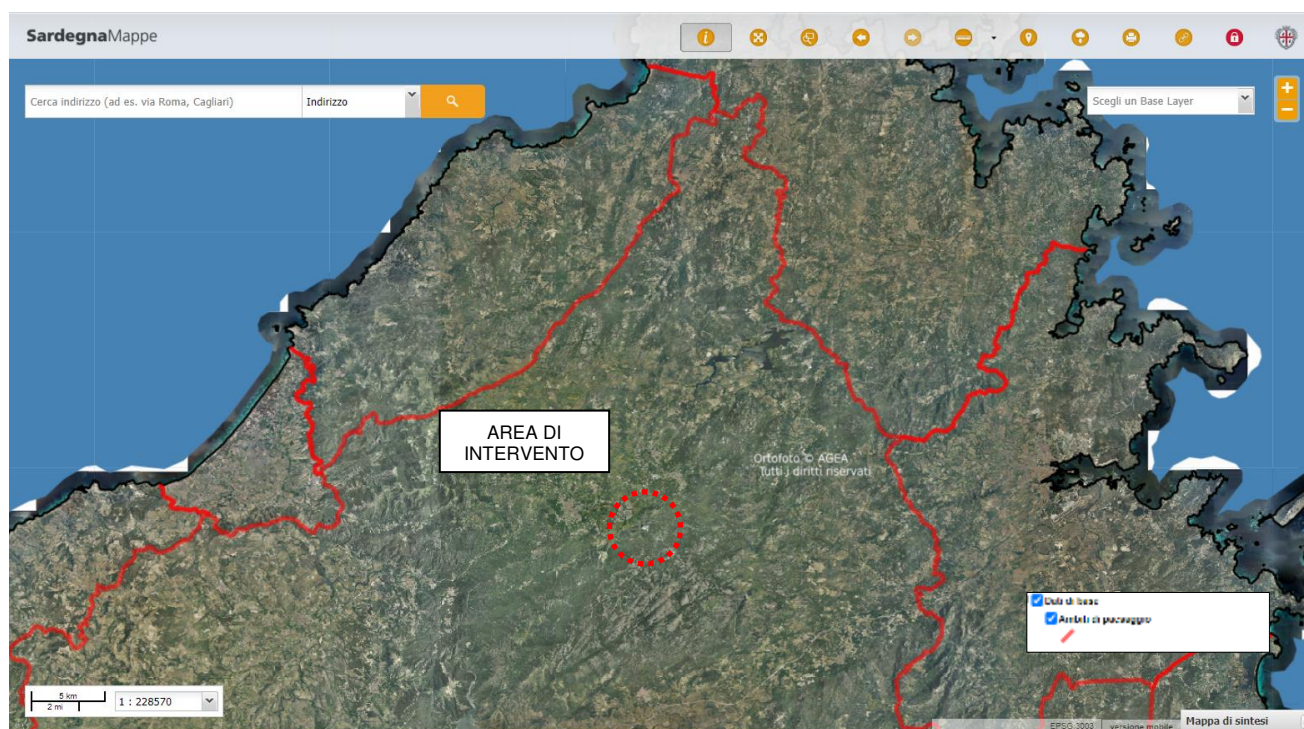 SardegnaMappe
Cerca indirizzo (ad es. via Roma, Cagliari)
Indirizzo
Scegli un Base Layer
+
−
AREA DI
INTERVENTO
Ortofoto © AGEA
Tutti i diritti riservati
Dati di base
Ambiti di paesaggio
5 km
2 mi
1 : 228570
EPSG 3003
versione mobile
Mappa di sintesi